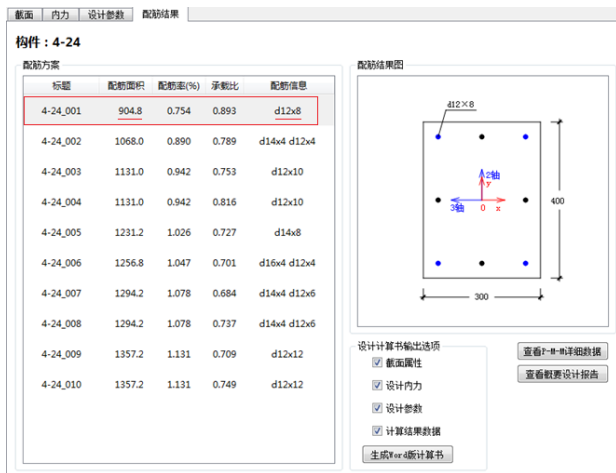 截面 内力 设计参数 配筋结果
构件：4-24
配筋方案
标题 配筋面积 配筋率(%) 承载比 配筋信息
4-24_001 904.8 0.754 0.893 d12x8
4-24_002 1068.0 0.890 0.789 d14x4 d12x4
4-24_003 1131.0 0.942 0.753 d12x10
4-24_004 1131.0 0.942 0.816 d12x10
4-24_005 1231.2 1.026 0.727 d14x8
4-24_006 1256.8 1.047 0.701 d16x4 d12x4
4-24_007 1294.2 1.078 0.684 d14x4 d12x6
4-24_008 1294.2 1.078 0.737 d14x4 d12x6
4-24_009 1357.2 1.131 0.709 d12x12
4-24_010 1357.2 1.131 0.749 d12x12
配筋结果图
d12×8
2轴
y
3轴 0 x
400
300
设计计算书输出选项
截面属性
设计内力
设计参数
计算结果数据
生成Word版计算书
查看P-M-M详细数据
查看概要设计报告